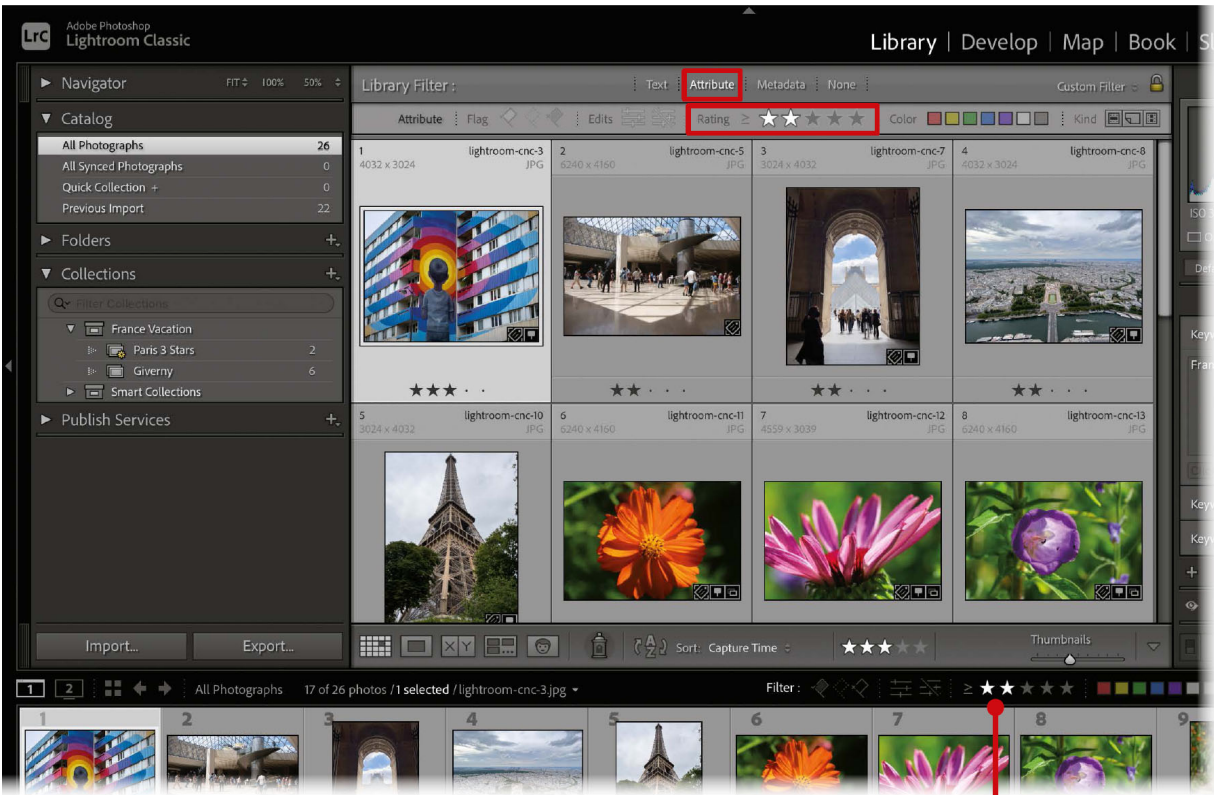 LrC
Adobe Photoshop
Lightroom Classic
Library | Develop | Map | Book |
Navigator FIT 100% 50%
Catalog
All Photographs 26
All Synced Photographs 0
Quick Collection + 0
Previous Import 22
Folders
Collections
Filter Collections
France Vacation
Paris 3 Stars 2
Giverny 6
Smart Collections
Publish Services
Import... Export...
Library Filter : Text Attribute Metadata None Custom Filter
Attribute Flag Edits Rating ≥ ★★★★★ Color Kind
1 lightroom-cnc-3
4032 x 3024 JPG
2 lightroom-cnc-5
6240 x 4160 JPG
3 lightroom-cnc-7
3024 x 4032 JPG
4 lightroom-cnc-8
4032 x 3024 JPG
★★★ · ·
★★ · · ·
★★ · · ·
★★ · · ·
5 lightroom-cnc-10
3024 x 4032 JPG
6 lightroom-cnc-11
6240 x 4160 JPG
7 lightroom-cnc-12
4559 x 3039 JPG
8 lightroom-cnc-13
6240 x 4160 JPG
XY Sort: Capture Time ★★★★★ Thumbnails
ISO
1 2 All Photographs 17 of 26 photos / 1 selected / lightroom-cnc-3.jpg Filter : ≥ ★★★★★
1 2 3 4 5 6 7 8 9